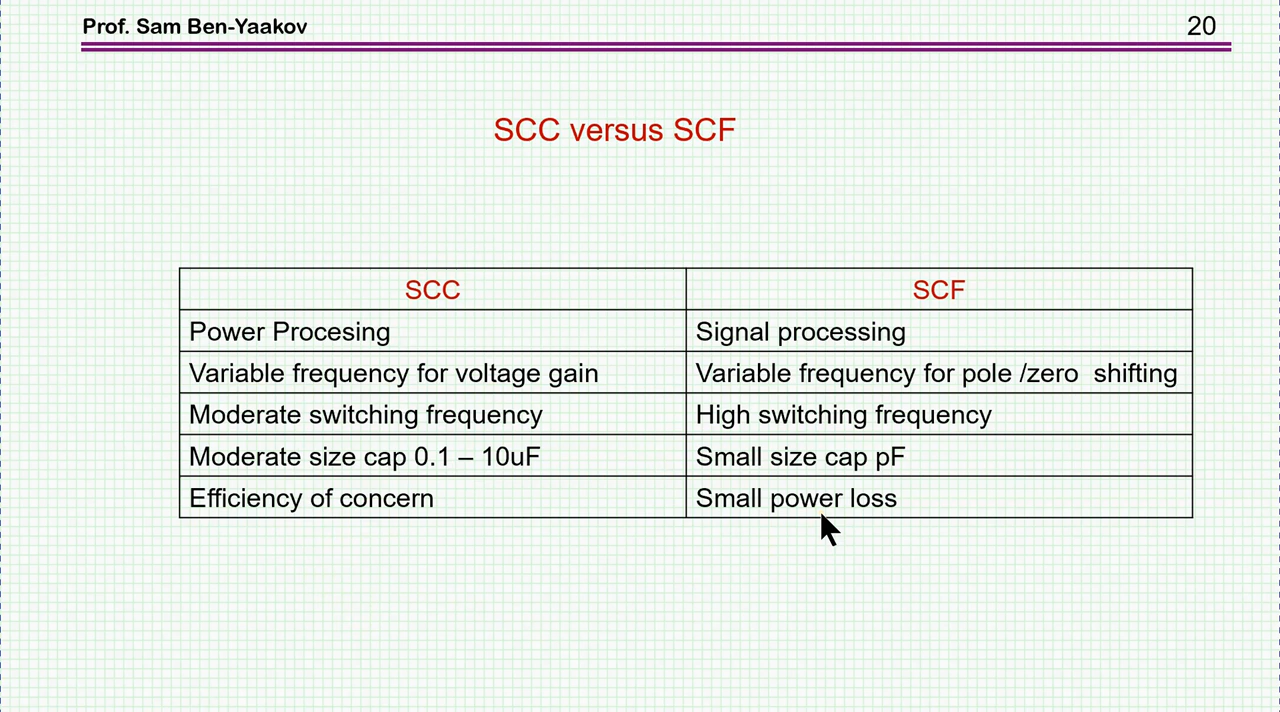 Prof. Sam Ben-Yaakov
20
SCC versus SCF
SCC
SCF
Power Procesing
Signal processing
Variable frequency for voltage gain
Variable frequency for pole /zero  shifting
Moderate switching frequency
High switching frequency
Moderate size cap 0.1 – 10uF
Small size cap pF
Efficiency of concern
Small power loss